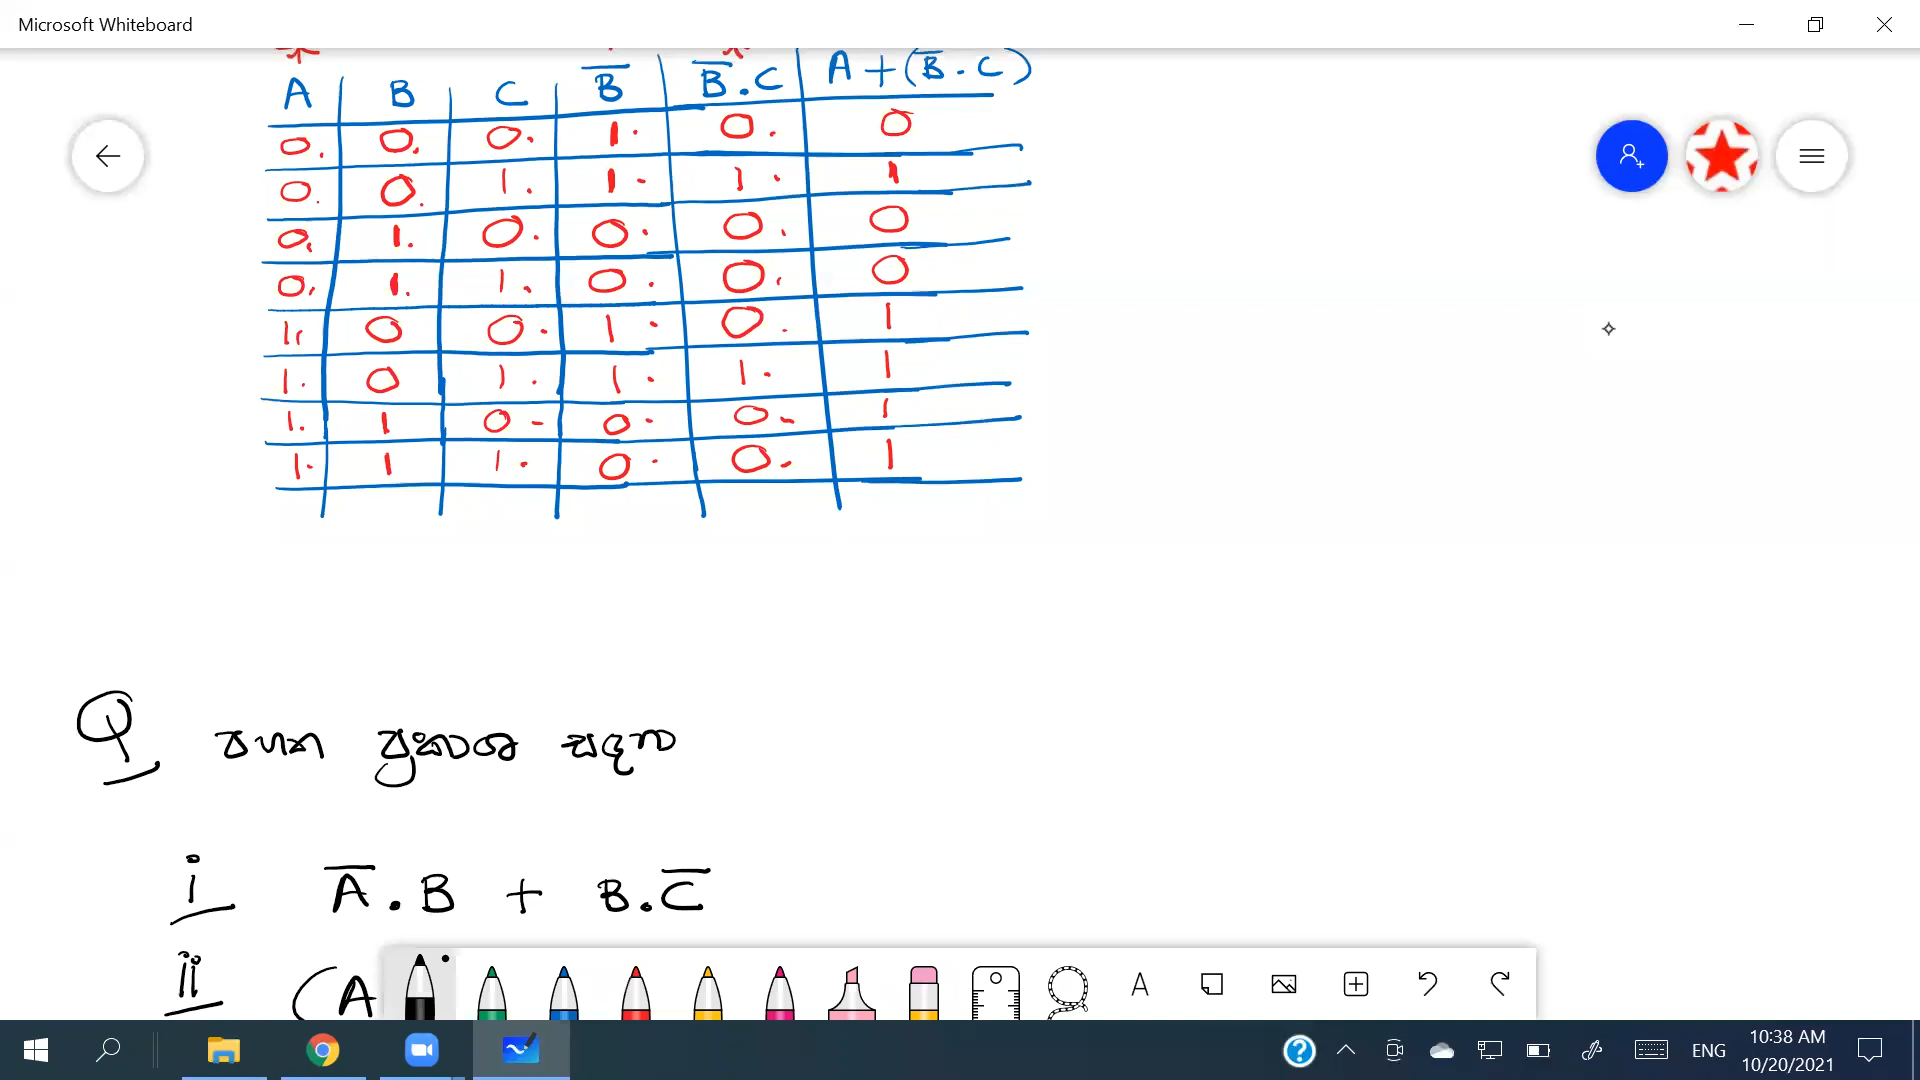 Microsoft Whiteboard
A B C B̅ B̅.C A+(B̅.C)
0. 0. 0. 1. 0. 0
0. 0. 1. 1. 1. 1
0. 1. 0. 0. 0. 0
0. 1. 1. 0. 0. 0
1. 0 0. 1. 0. 1
1. 0 1. 1. 1. 1
1. 1 0. 0. 0. 1
1. 1 1. 0. 0. 1
Q පහත ප්‍රකාශ සඳහා
i A̅.B + B.C̅
ii (A
A
ENG
10:38 AM
10/20/2021